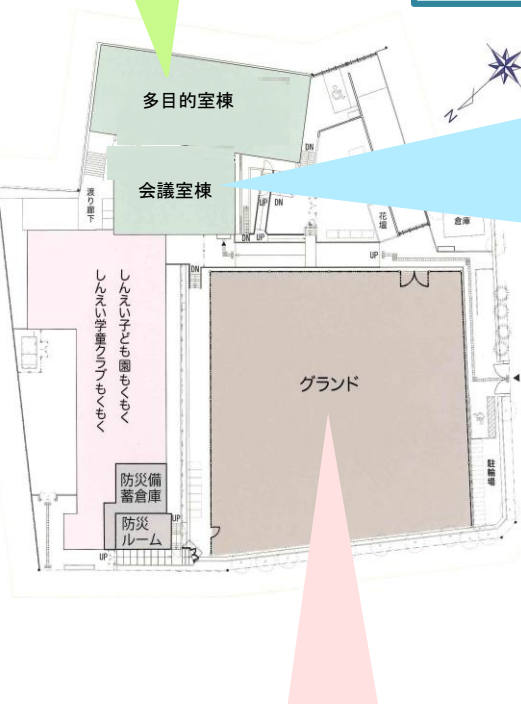 多目的室棟
N
DN
会議室棟
渡り廊下
UP
DN
花壇
倉庫
DN
UP
UP
DN
しんえい子ども園もくもく
しんえい学童クラブもくもく
グランド
防災備
蓄倉庫
駐輪場
防災
ルーム
UP
UP